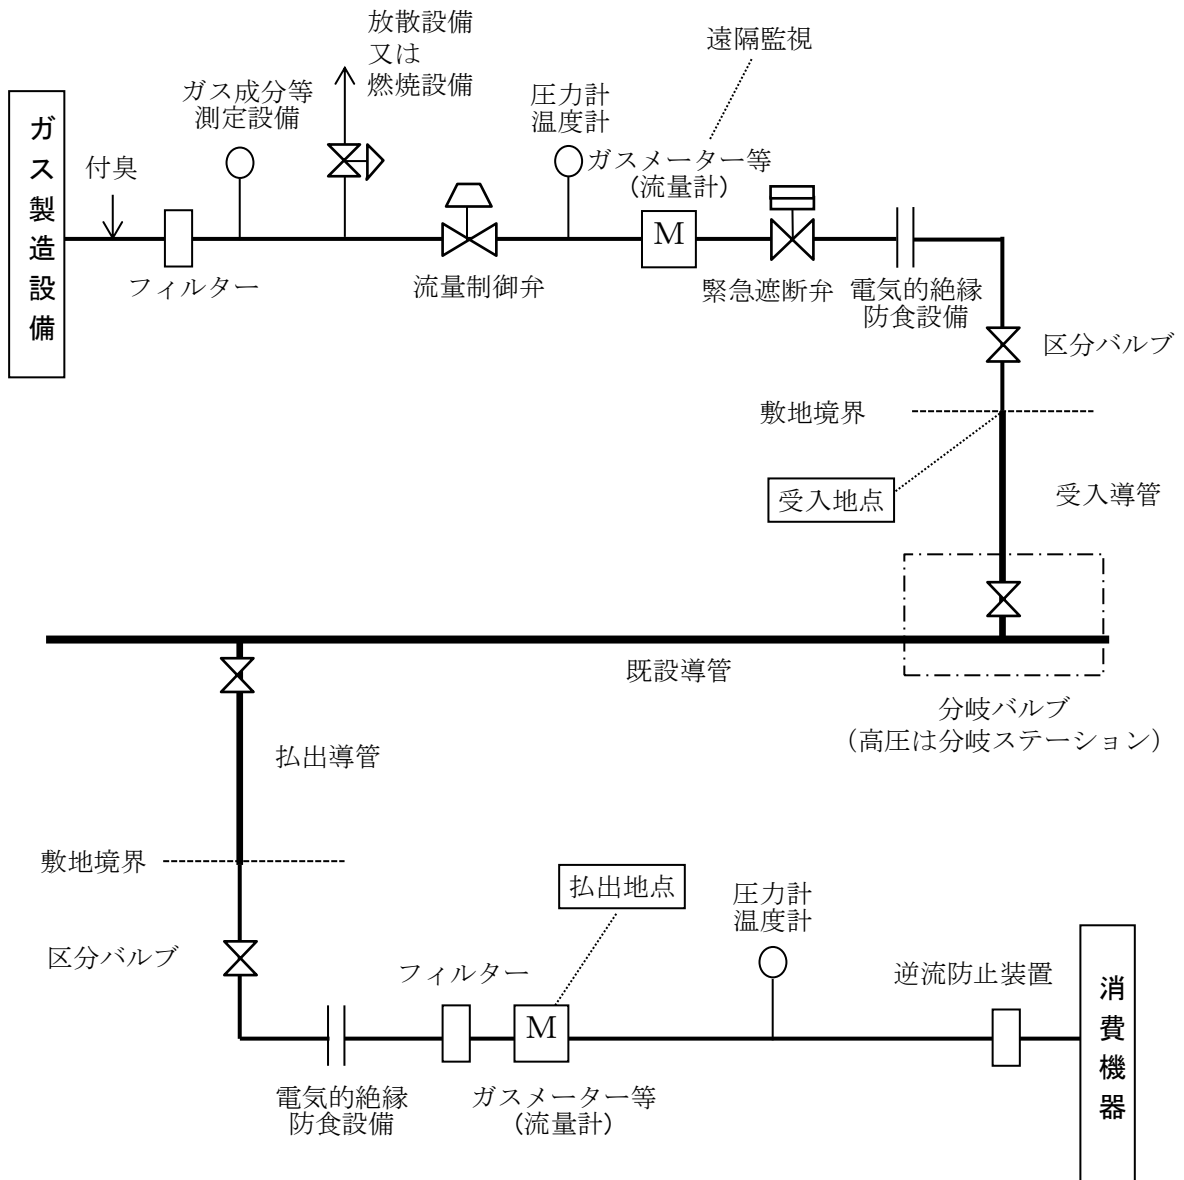 放散設備
又は
燃焼設備
遠隔監視
ガス成分等
測定設備
圧力計
温度計
ガス製造設備
付臭
ガスメーター等
（流量計）
M
フィルター
流量制御弁
緊急遮断弁
電気的絶縁
防食設備
区分バルブ
敷地境界
受入地点
受入導管
既設導管
分岐バルブ
（高圧は分岐ステーション）
払出導管
敷地境界
払出地点
圧力計
温度計
区分バルブ
フィルター
逆流防止装置
消費機器
M
電気的絶縁
防食設備
ガスメーター等
（流量計）